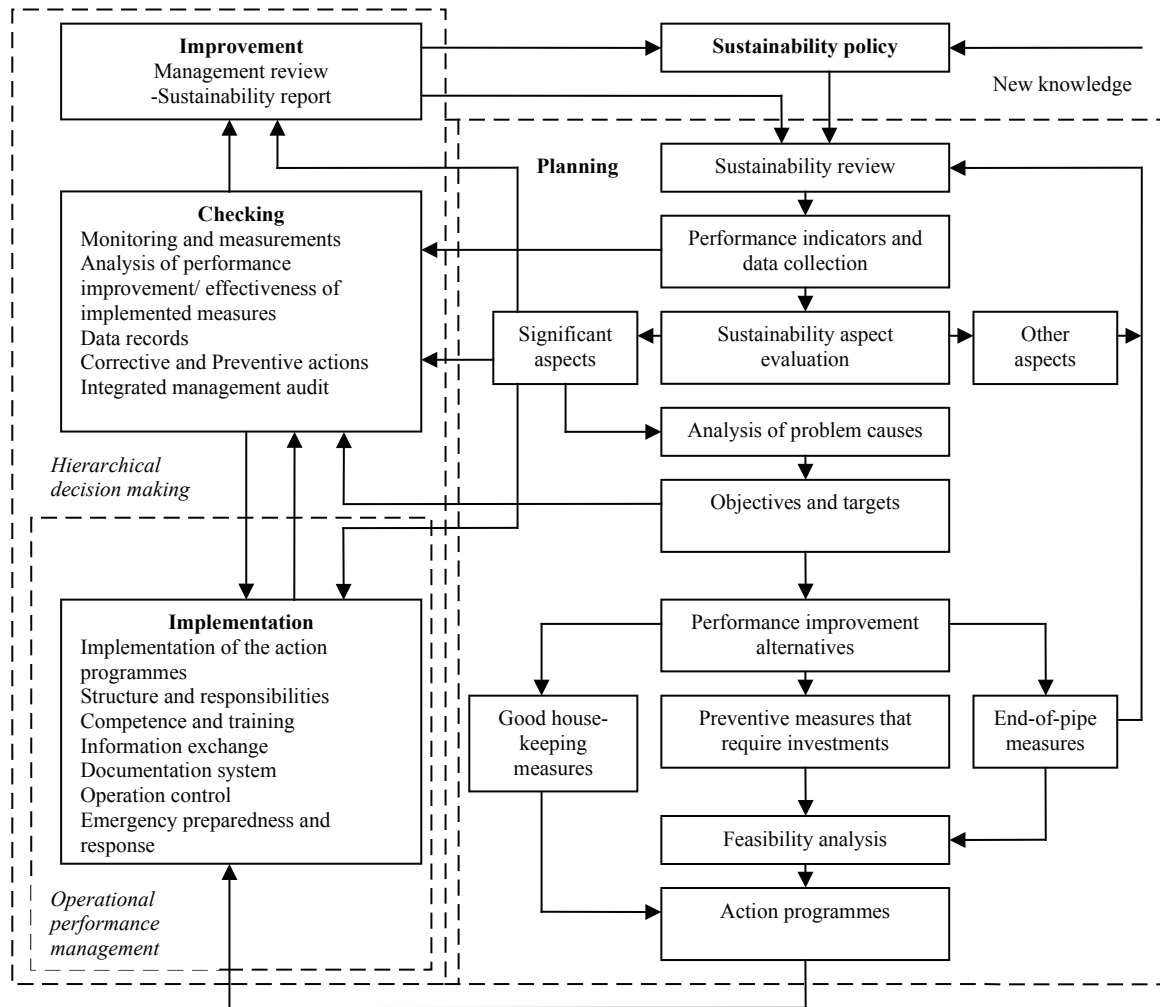 Improvement
Management review
-Sustainability report
Sustainability policy
New knowledge
Planning
Sustainability review
Checking
Monitoring and measurements
Analysis of performance
improvement/ effectiveness of
implemented measures
Data records
Corrective and Preventive actions
Integrated management audit
Performance indicators and
data collection
Significant
aspects
Sustainability aspect
evaluation
Other
aspects
Analysis of problem causes
Hierarchical
decision making
Objectives and targets
Implementation
Implementation of the action
programmes
Structure and responsibilities
Competence and training
Information exchange
Documentation system
Operation control
Emergency preparedness and
response
Performance improvement
alternatives
Good house-
keeping
measures
Preventive measures that
require investments
End-of-pipe
measures
Feasibility analysis
Operational
performance
management
Action programmes